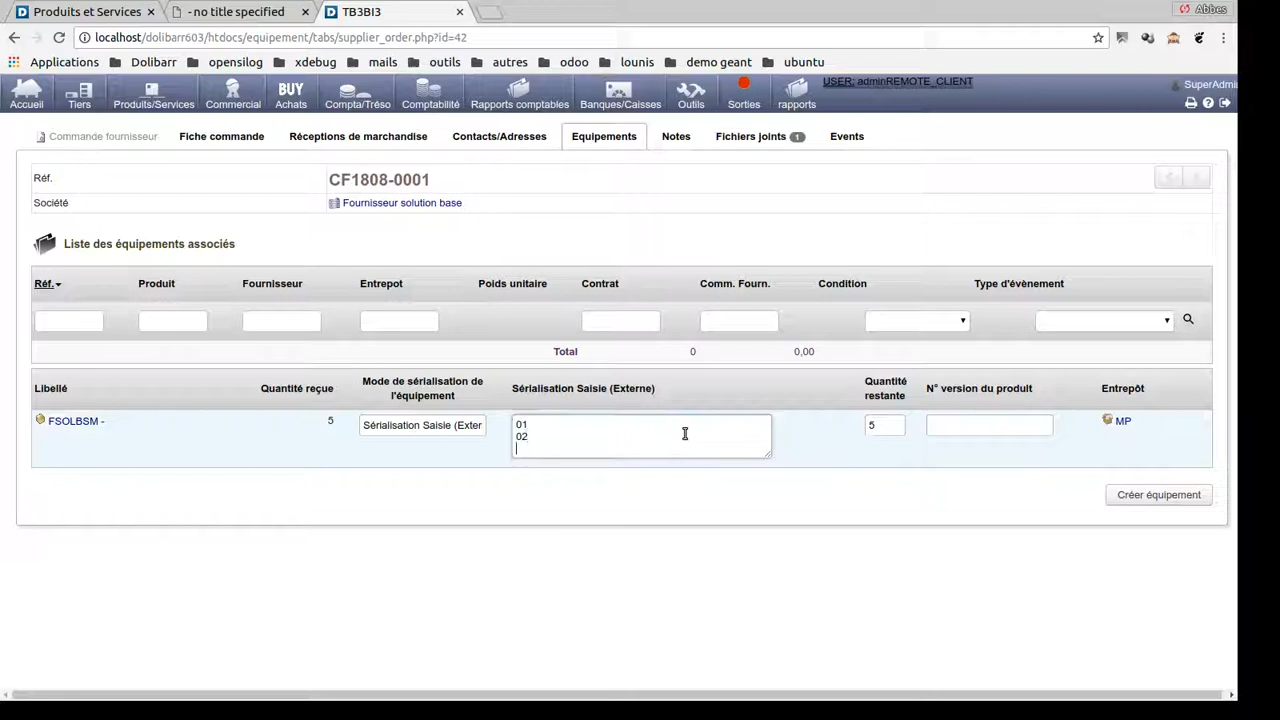 Produits et Services
- no title specified
TB3BI3
Abbes
localhost/dolibarr603/htdocs/equipement/tabs/supplier_order.php?id=42
Applications Dolibarr opensilog xdebug mails outils autres odoo lounis demo geant ubuntu
USER: adminREMOTE_CLIENT
SuperAdmi
Accueil Tiers Produits/Services Commercial BUY Achats Compta/Tréso Comptabilité Rapports comptables Banques/Caisses Outils Sorties rapports
Commande fournisseur Fiche commande Réceptions de marchandise Contacts/Adresses Equipements Notes Fichiers joints 1 Events
Réf. CF1808-0001
Société Fournisseur solution base
Liste des équipements associés
Réf. Produit Fournisseur Entrepot Poids unitaire Contrat Comm. Fourn. Condition Type d'évènement
Total 0 0,00
Libellé Quantité reçue Mode de sérialisation de l'équipement Sérialisation Saisie (Externe) Quantité restante N° version du produit Entrepôt
FSOLBSM - 5 Sérialisation Saisie (Exter 01 5 MP
02
Créer équipement